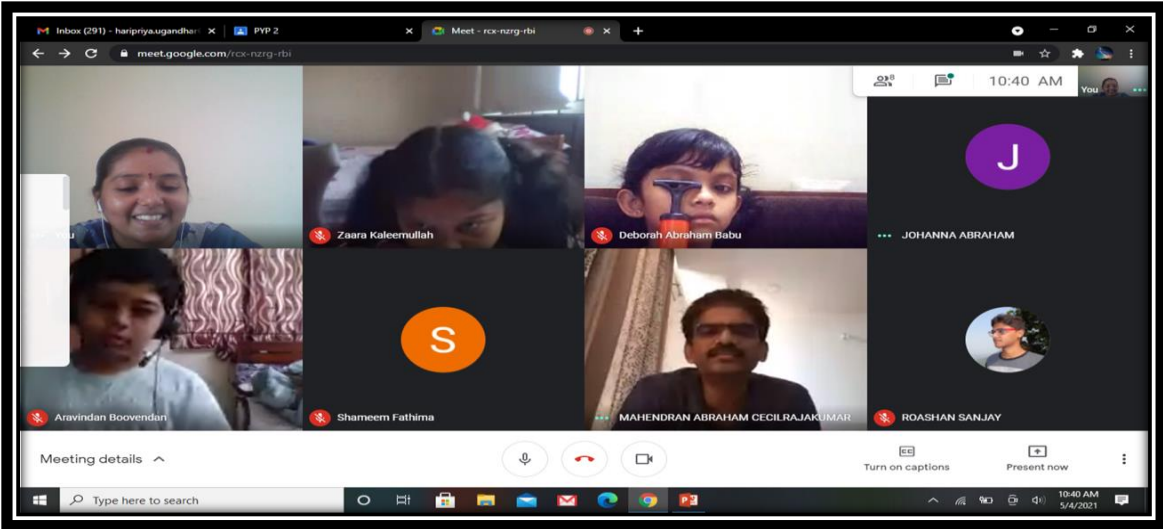 Inbox (291) - haripriya.ugandhar
PYP 2
Meet - rcx-nzrg-rbi
meet.google.com/rcx-nzrg-rbi
8
10:40 AM
You
You
Zaara Kaleemullah
Deborah Abraham Babu
J
JOHANNA ABRAHAM
Aravindan Boovendan
S
Shameem Fathima
MAHENDRAN ABRAHAM CECILRAJAKUMAR
ROASHAN SANJAY
Meeting details
CC
Turn on captions
Present now
Type here to search
10:40 AM
5/4/2021